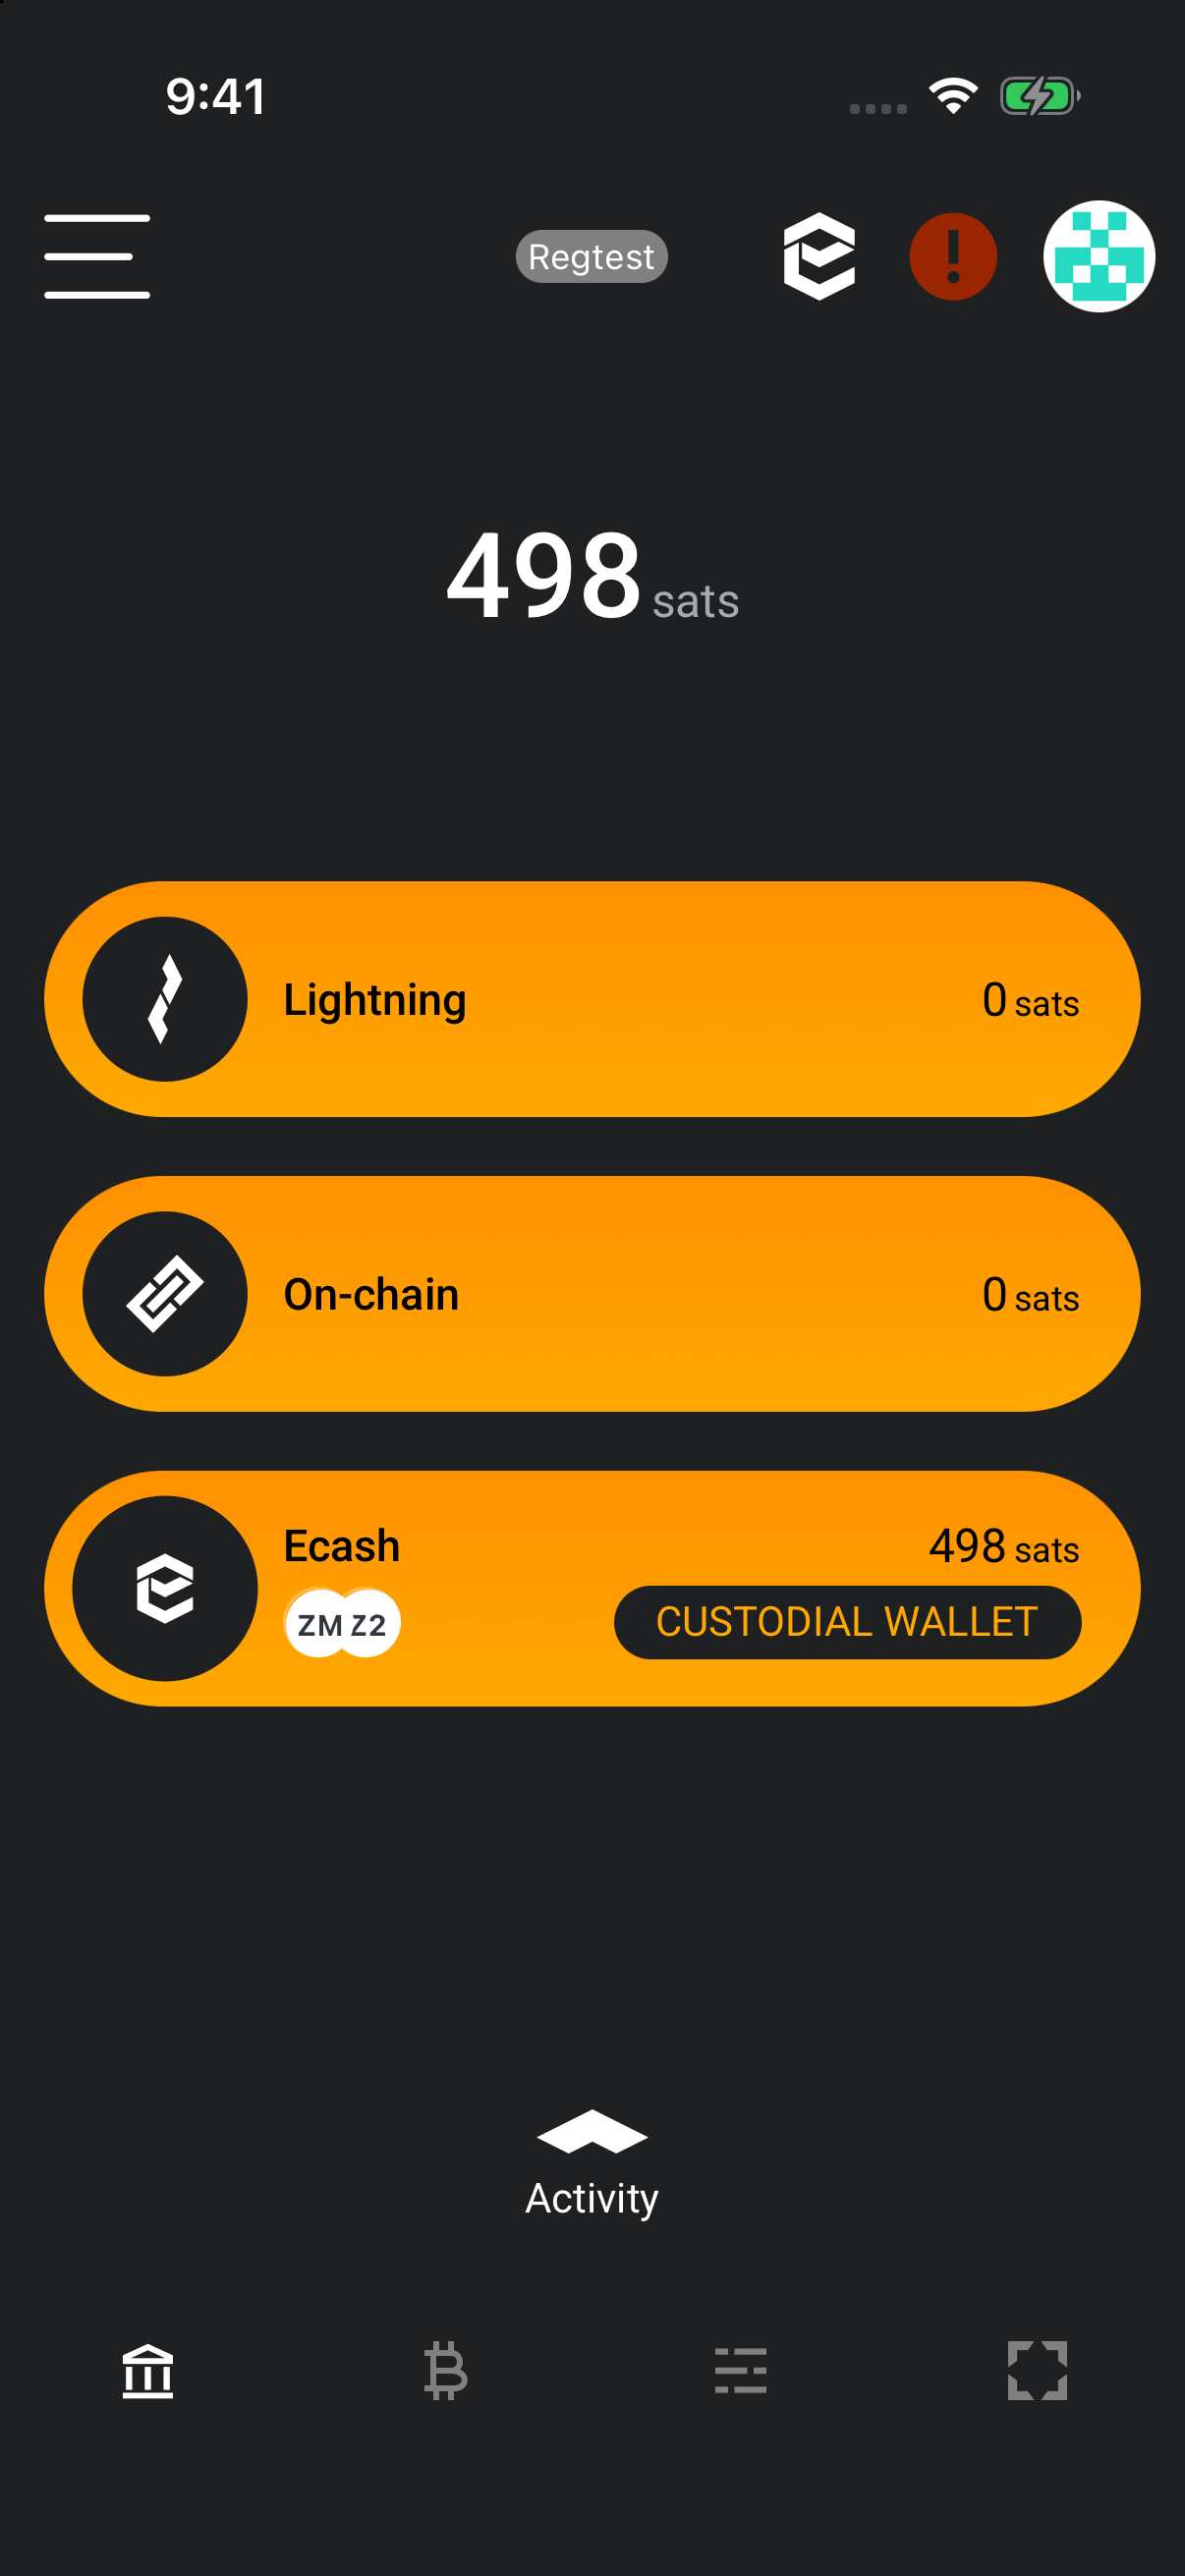 9:41
Regtest
498 sats
Lightning 0 sats
On-chain 0 sats
Ecash 498 sats
ZM Z2 CUSTODIAL WALLET
Activity